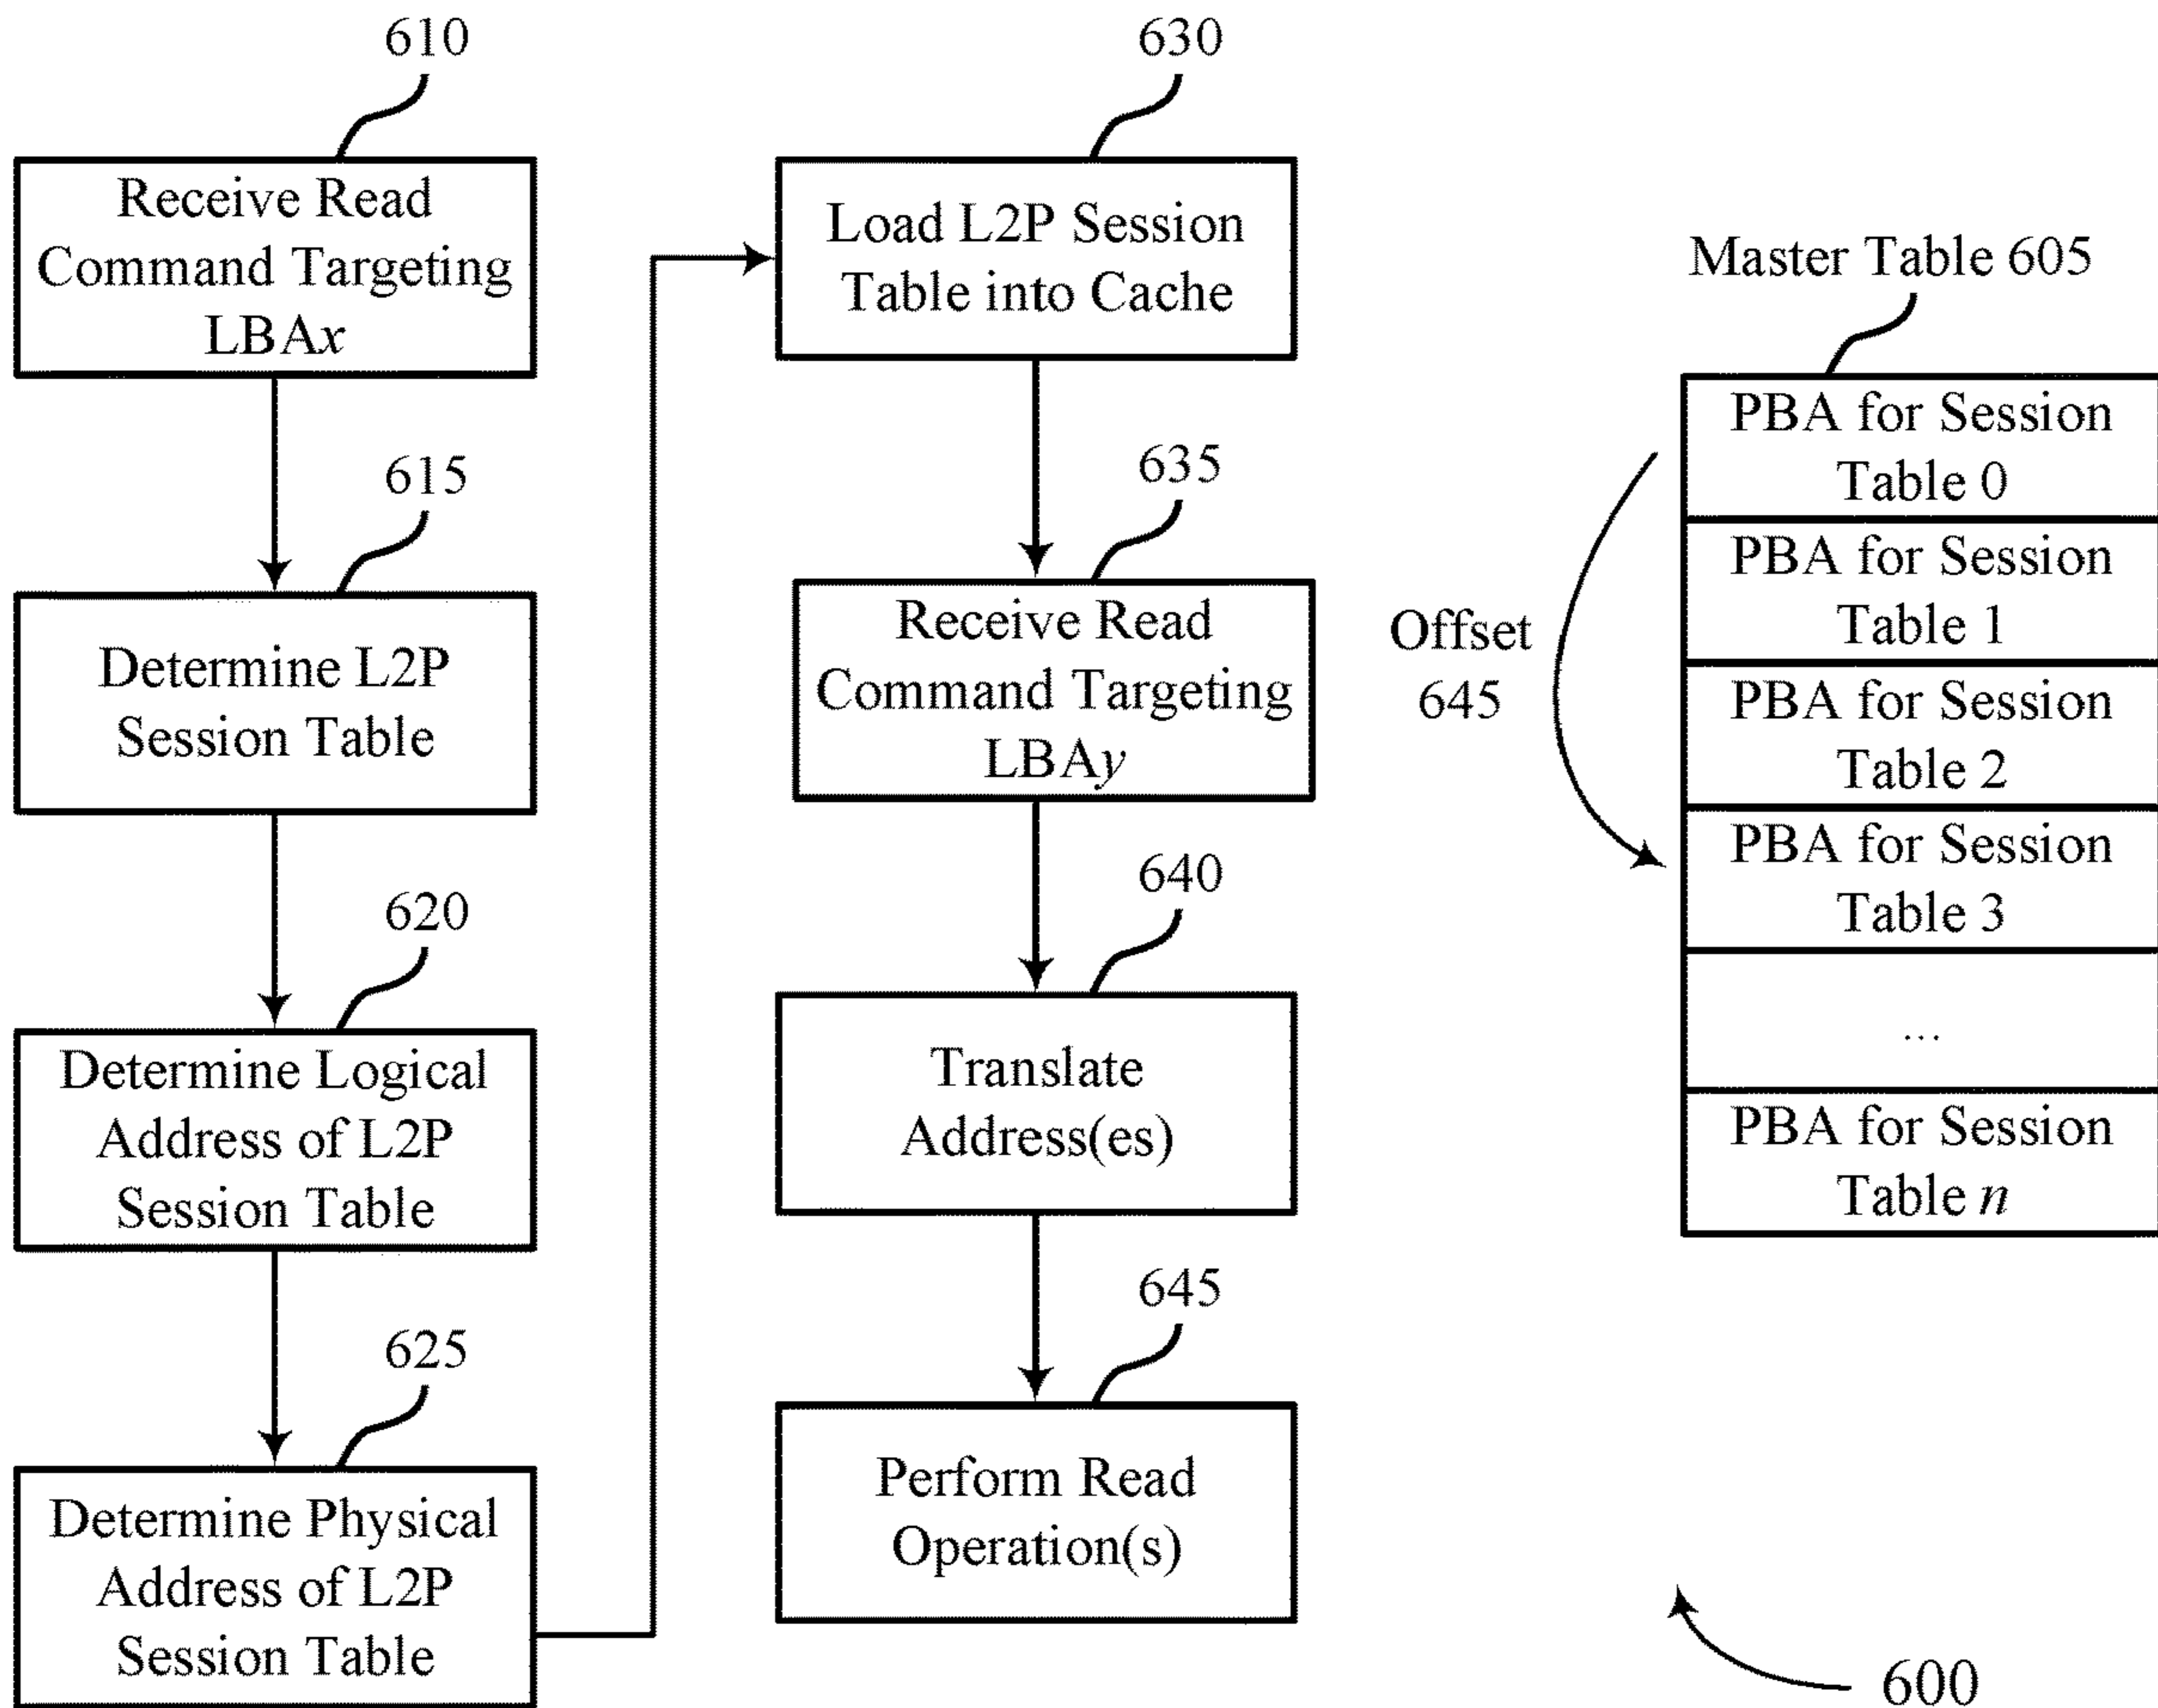 610
Receive Read
Command Targeting
LBAx
615
Determine L2P
Session Table
620
Determine Logical
Address of L2P
Session Table
625
Determine Physical
Address of L2P
Session Table
630
Load L2P Session
Table into Cache
635
Receive Read
Command Targeting
LBAy
640
Translate
Address(es)
645
Perform Read
Operation(s)
Master Table 605
PBA for Session
Table 0
PBA for Session
Table 1
PBA for Session
Table 2
PBA for Session
Table 3
...
PBA for Session
Table n
Offset
645
600